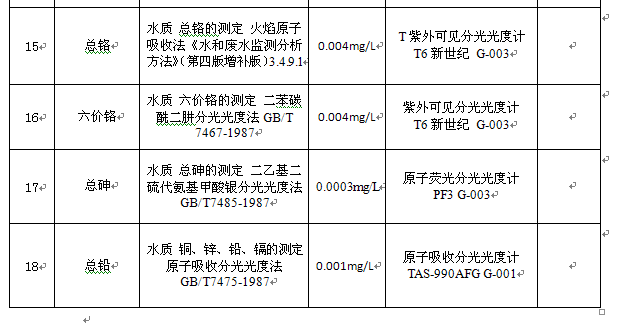 15
总铬
水质 总铬的测定 火焰原子
吸收法《水和废水监测分析
方法》(第四版增补版)3.4.9.1
0.004mg/L
T 紫外可见分光光度计
T6 新世纪 G-003
16
六价铬
水质 六价铬的测定 二苯碳
酰二肼分光光度法 GB/T
7467-1987
0.004mg/L
紫外可见分光光度计
T6 新世纪 G-003
17
总砷
水质 总砷的测定 二乙基二
硫代氨基甲酸银分光光度法
GB/T7485-1987
0.0003mg/L
原子荧光分光光度计
PF3 G-003
18
总铅
水质 铜、锌、铅、镉的测定
原子吸收分光光度法
GB/T7475-1987
0.001mg/L
原子吸收分光光度计
TAS-990AFG G-001